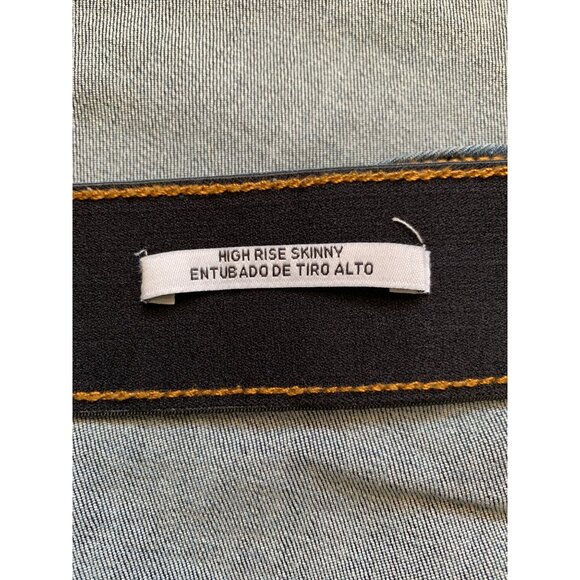 HIGH RISE SKINNY
ENTUBADO DE TIRO ALTO